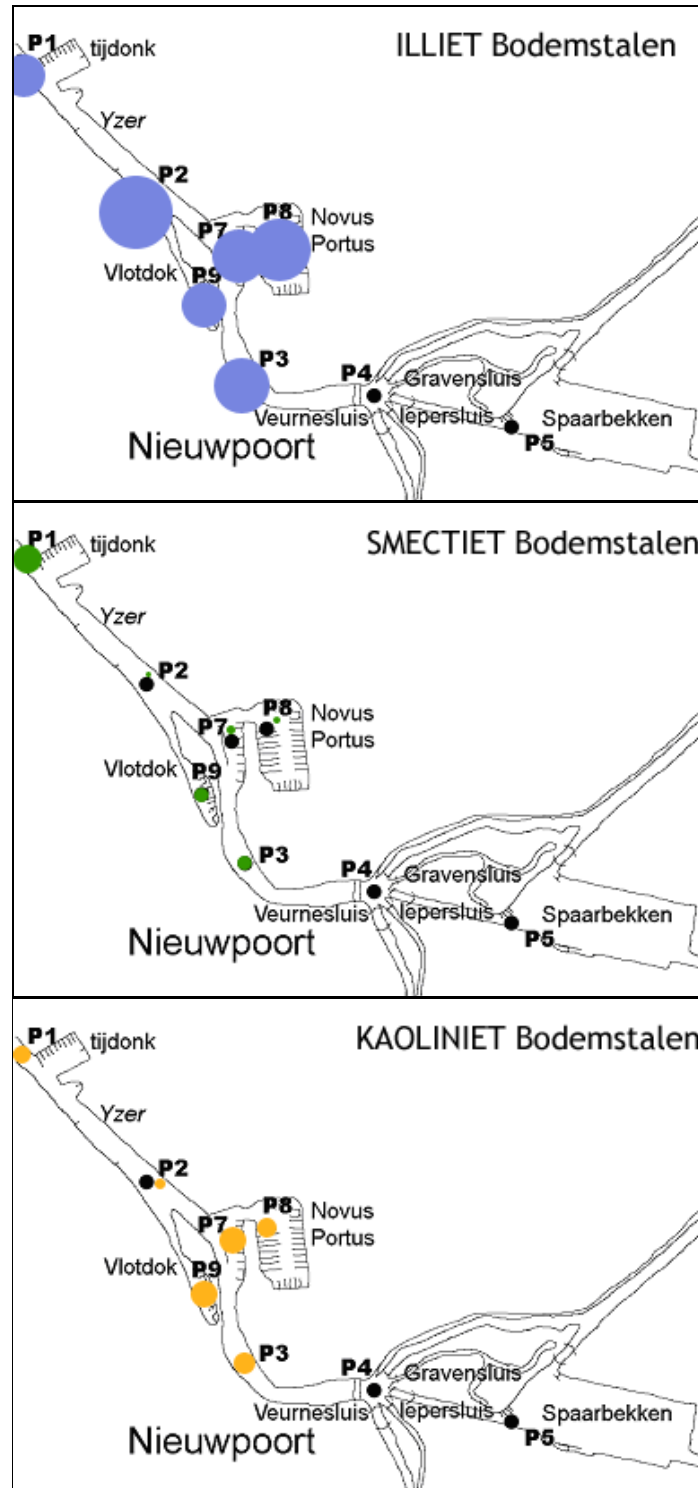 P1
tijdonk
ILLIET Bodemstalen
Yzer
P2
P8
Novus
P7
Portus
Vlotdok
P9
P3
P4
Gravensluis
Veurnesluis
Iepersluis
Spaarbekken
Nieuwpoort
P5
P1
tijdonk
SMECTIET Bodemstalen
Yzer
P2
P8
Novus
P7
Portus
Vlotdok
P9
P3
P4
Gravensluis
Veurnesluis
Iepersluis
Spaarbekken
Nieuwpoort
P5
P1
tijdonk
KAOLINIET Bodemstalen
Yzer
P2
P8
Novus
P7
Portus
Vlotdok
P9
P3
P4
Gravensluis
Veurnesluis
Iepersluis
Spaarbekken
Nieuwpoort
P5